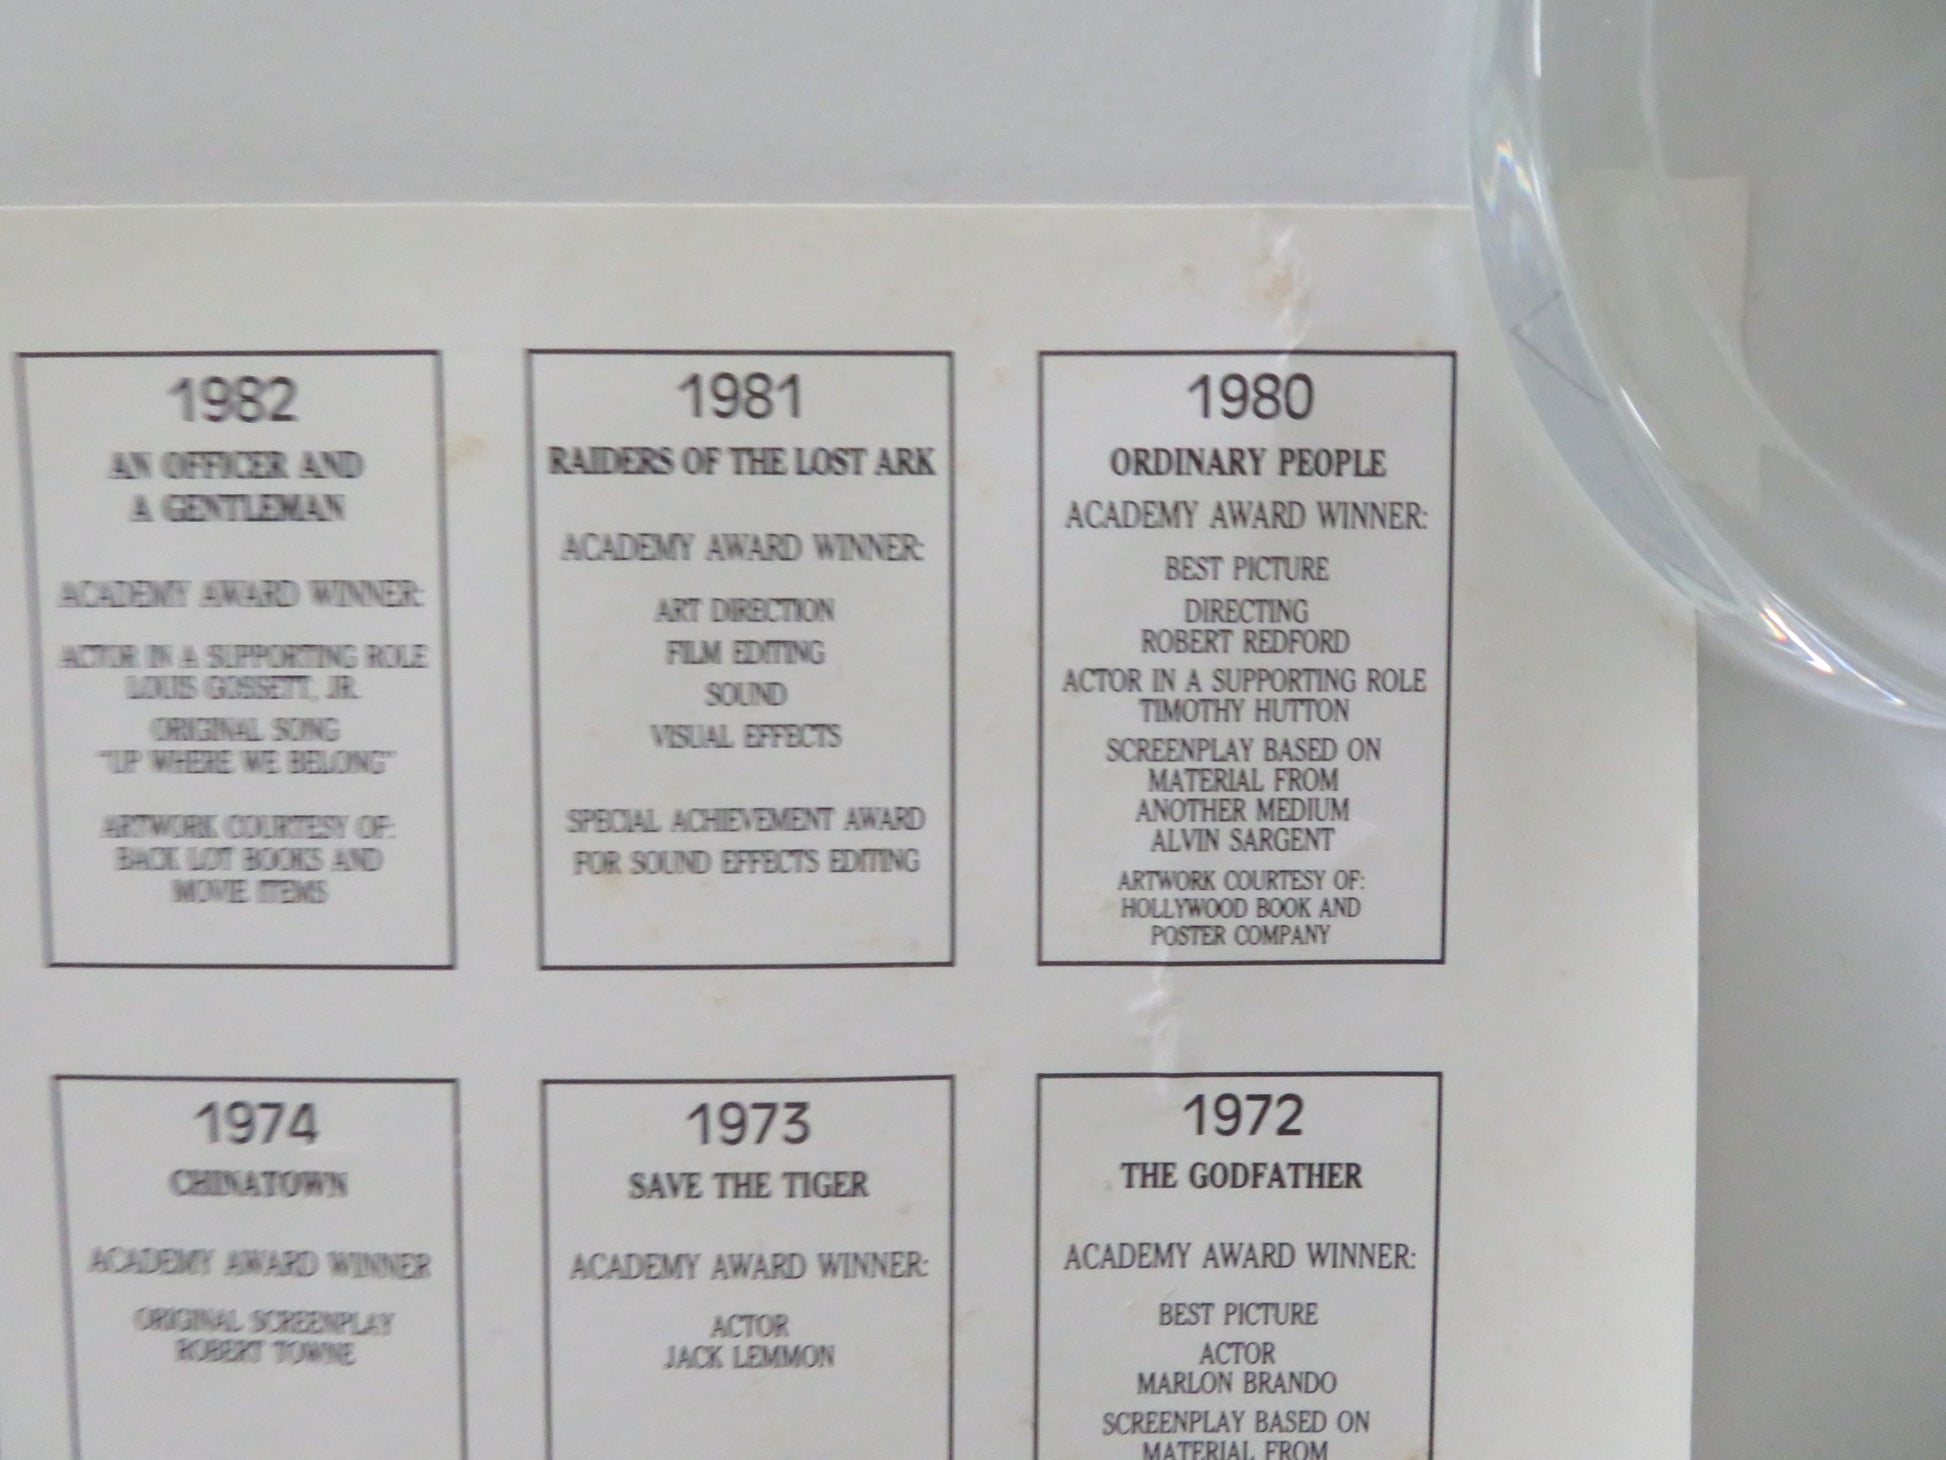 1982
AN OFFICER AND
A GENTLEMAN
ACADEMY AWARD WINNER:
ACTOR IN A SUPPORTING ROLE
LOUIS GOSSETT, JR.
ORIGINAL SONG
"UP WHERE WE BELONG"
ARTWORK COURTESY OF:
BACK LOT BOOKS AND
MOVIE ITEMS
1981
RAIDERS OF THE LOST ARK
ACADEMY AWARD WINNER:
ART DIRECTION
FILM EDITING
SOUND
VISUAL EFFECTS
SPECIAL ACHIEVEMENT AWARD
FOR SOUND EFFECTS EDITING
1980
ORDINARY PEOPLE
ACADEMY AWARD WINNER:
BEST PICTURE
DIRECTING
ROBERT REDFORD
ACTOR IN A SUPPORTING ROLE
TIMOTHY HUTTON
SCREENPLAY BASED ON
MATERIAL FROM
ANOTHER MEDIUM
ALVIN SARGENT
ARTWORK COURTESY OF:
HOLLYWOOD BOOK AND
POSTER COMPANY
1974
CHINATOWN
ACADEMY AWARD WINNER
ORIGINAL SCREENPLAY
ROBERT TOWNE
1973
SAVE THE TIGER
ACADEMY AWARD WINNER:
ACTOR
JACK LEMMON
1972
THE GODFATHER
ACADEMY AWARD WINNER:
BEST PICTURE
ACTOR
MARLON BRANDO
SCREENPLAY BASED ON
MATERIAL FROM